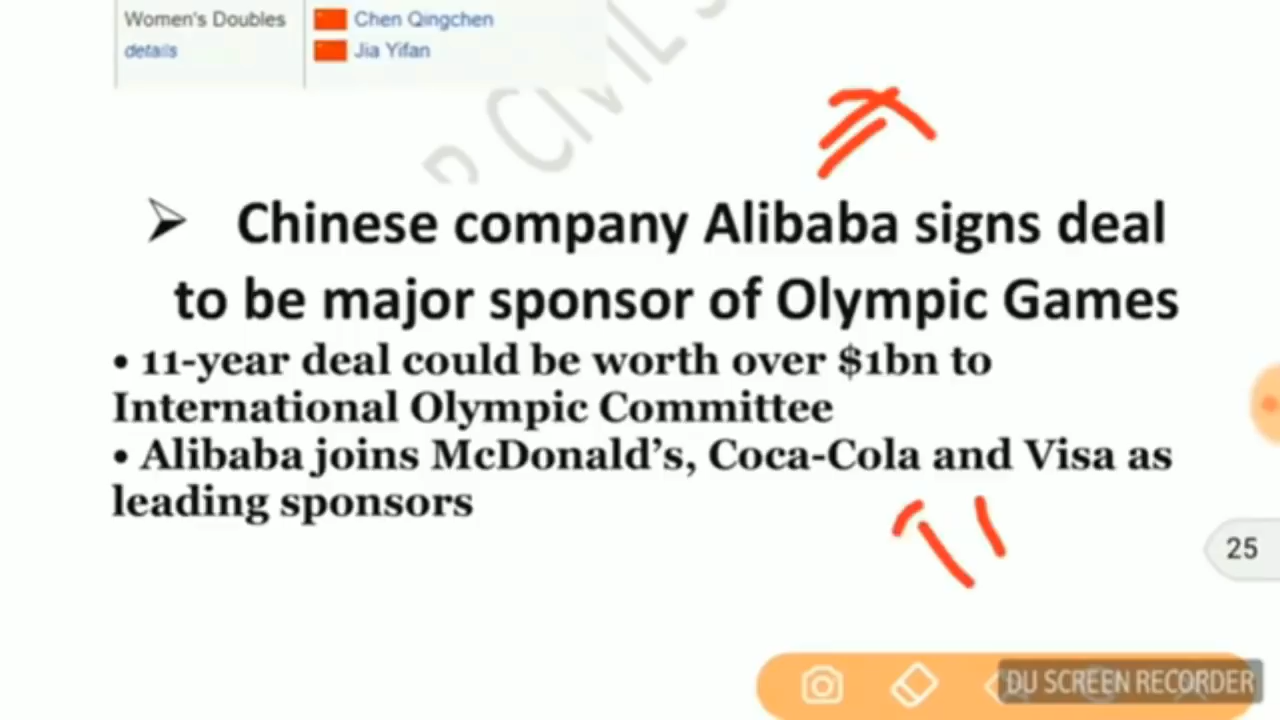 Women's Doubles Chen Qingchen
details Jia Yifan
CIVIL
➢ Chinese company Alibaba signs deal
to be major sponsor of Olympic Games
• 11-year deal could be worth over $1bn to
International Olympic Committee
• Alibaba joins McDonald's, Coca-Cola and Visa as
leading sponsors
25
DU SCREEN RECORDER